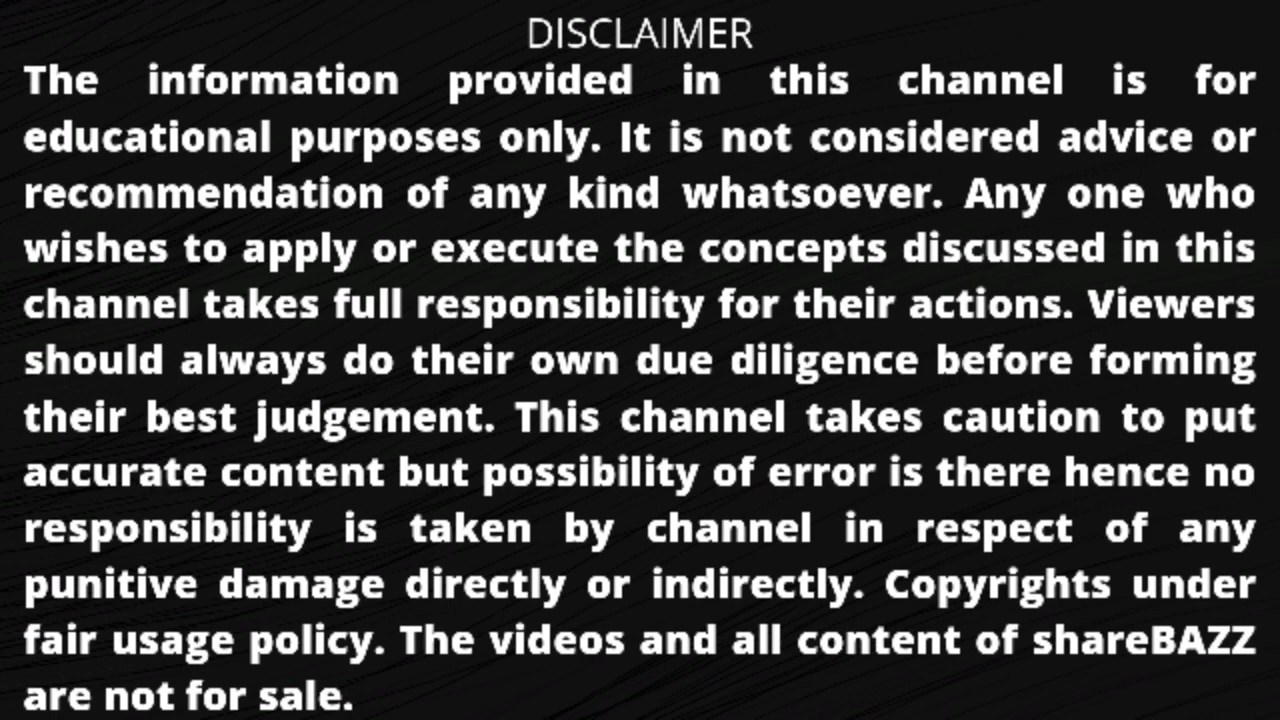 DISCLAIMER
The information provided in this channel is for
educational purposes only. It is not considered advice or
recommendation of any kind whatsoever. Any one who
wishes to apply or execute the concepts discussed in this
channel takes full responsibility for their actions. Viewers
should always do their own due diligence before forming
their best judgement. This channel takes caution to put
accurate content but possibility of error is there hence no
responsibility is taken by channel in respect of any
punitive damage directly or indirectly. Copyrights under
fair usage policy. The videos and all content of shareBAZZ
are not for sale.